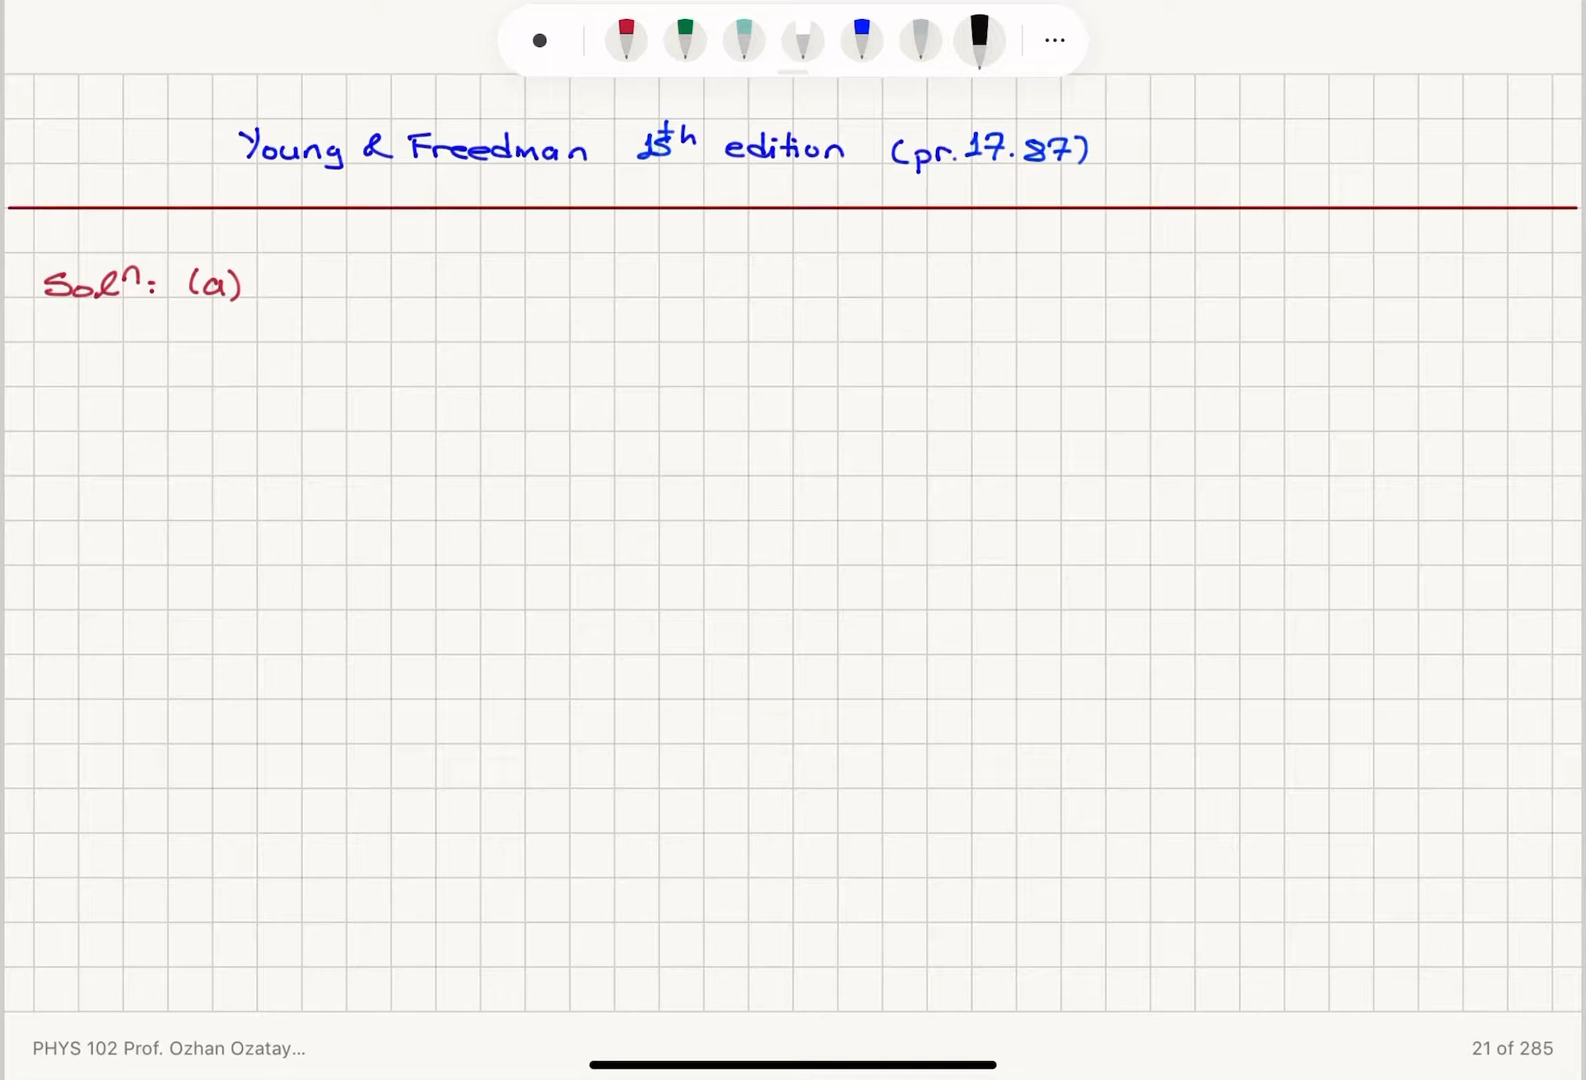 Young & Freedman 15th edition (pr. 17.87)
Solⁿ: (a)
PHYS 102 Prof. Ozhan Ozatay...
21 of 285